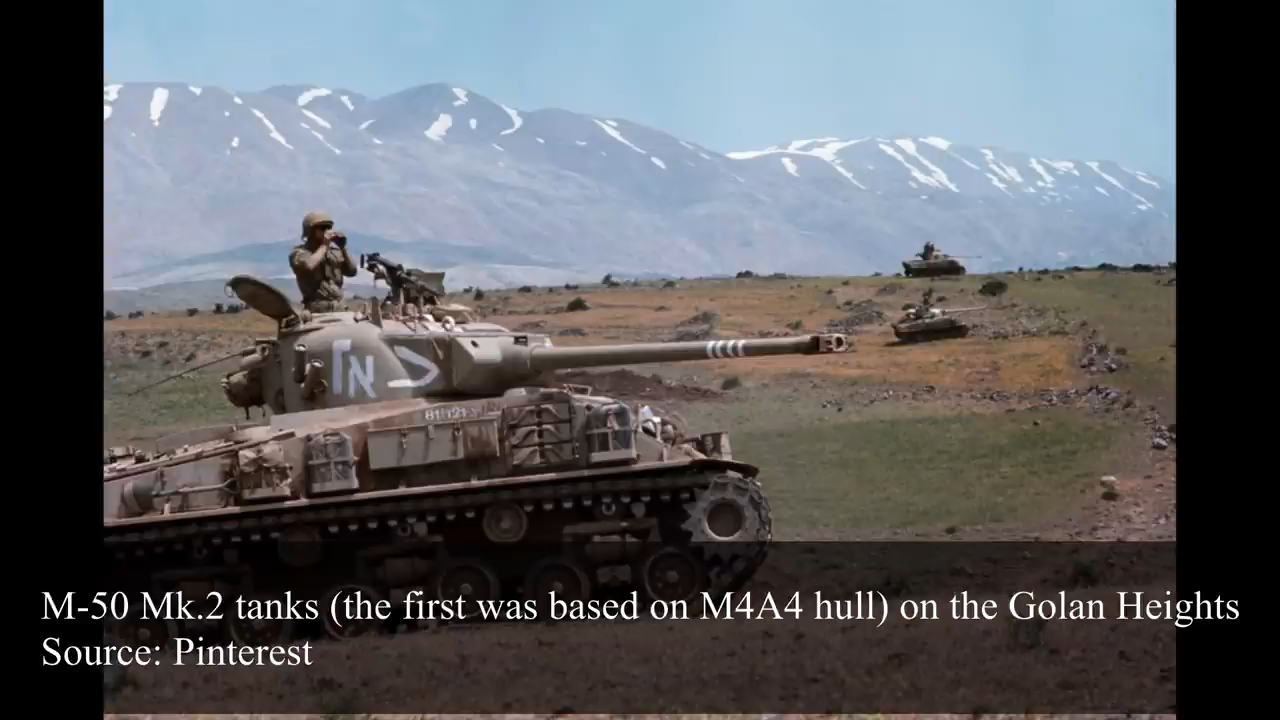 M-50 Mk.2 tanks (the first was based on M4A4 hull) on the Golan Heights
Source: Pinterest